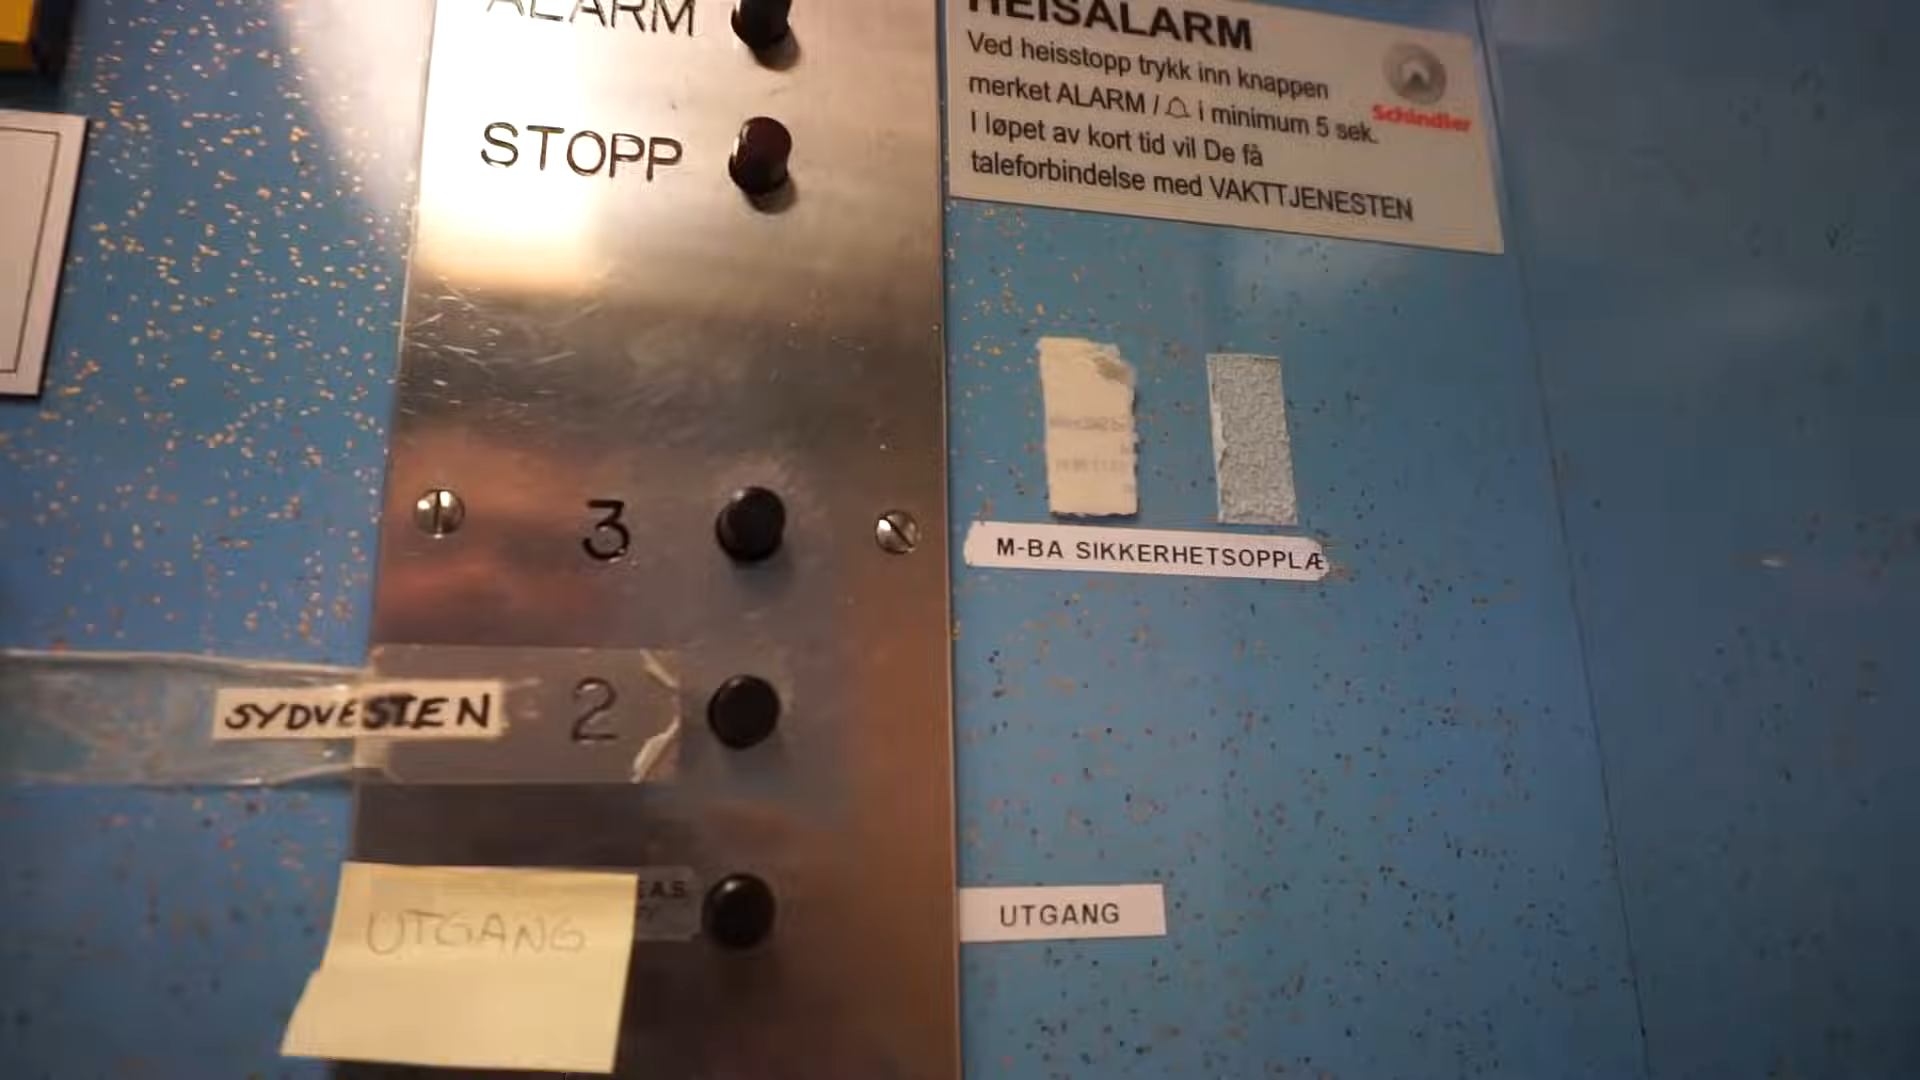 ALARM
STOPP
HEISALARM
Ved heisstopp trykk inn knappen
merket ALARM / i minimum 5 sek.
I løpet av kort tid vil De få
taleforbindelse med VAKTTJENESTEN
Schindler
3
M-BA SIKKERHETSOPPLÆ
SYDVESTEN
2
UTGANG
A.S.
UTGANG